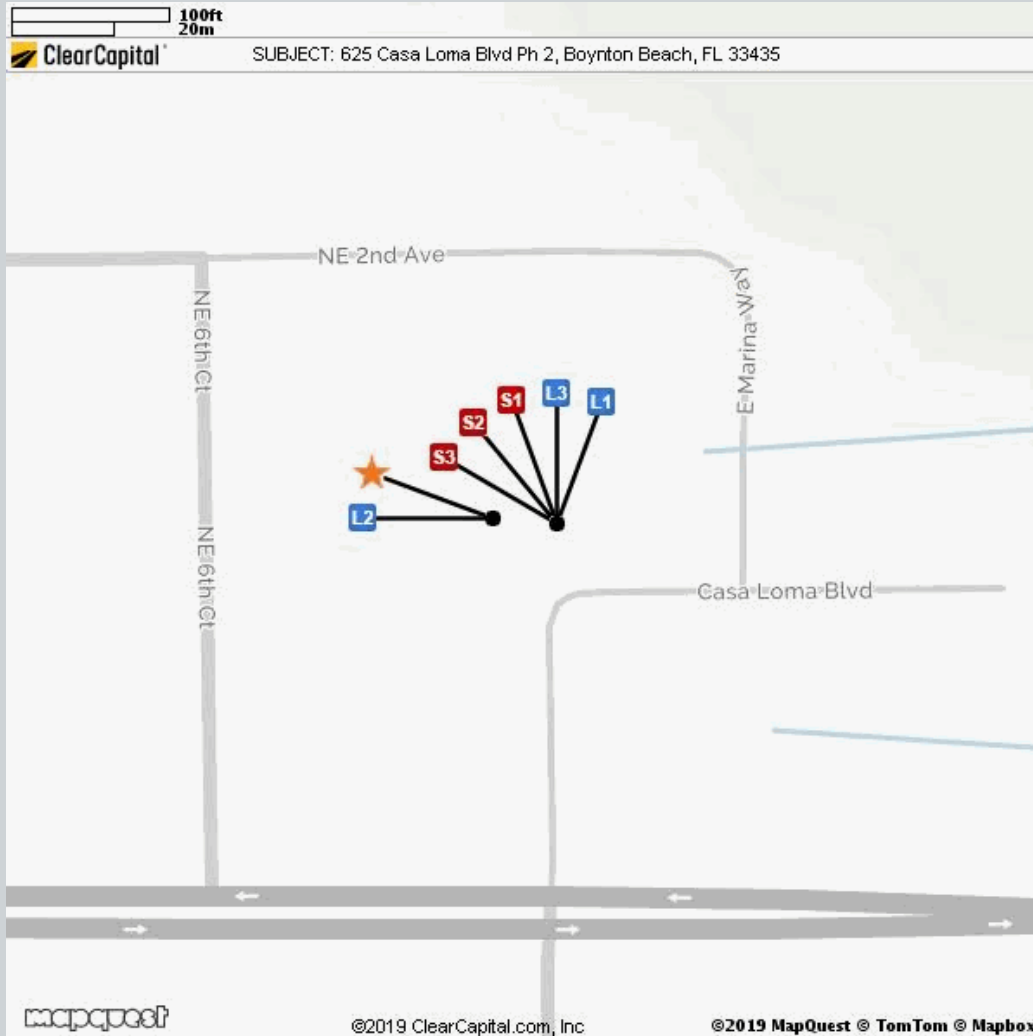 100ft
20m
ClearCapital
SUBJECT: 625 Casa Loma Blvd Ph 2, Boynton Beach, FL 33435
NE 2nd Ave
NE 6th Ct
E Marina Way
S1
L3
L1
S2
S3
L2
NE 6th Ct
Casa Loma Blvd
mapquest
©2019 ClearCapital.com, Inc
©2019 MapQuest © TomTom © Mapbox